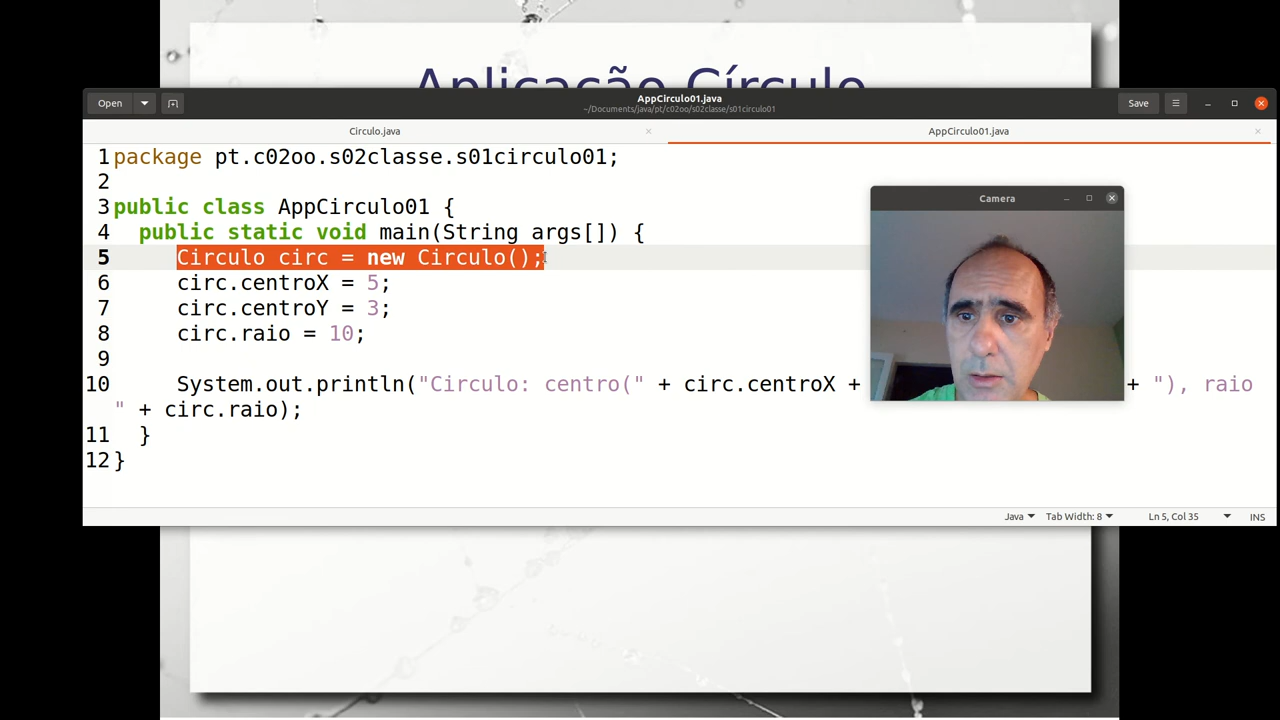 Aplicação Círculo
Open
AppCirculo01.java
~/Documents/java/pt/c02oo/s02classe/s01circulo01
Save
Circulo.java
AppCirculo01.java
1 package pt.c02oo.s02classe.s01circulo01;
2
3 public class AppCirculo01 {
4 public static void main(String args[]) {
5 Circulo circ = new Circulo();
6 circ.centroX = 5;
7 circ.centroY = 3;
8 circ.raio = 10;
9
10 System.out.println("Circulo: centro(" + circ.centroX + + "), raio
" + circ.raio);
11 }
12 }
Camera
Java Tab Width: 8 Ln 5, Col 35 INS